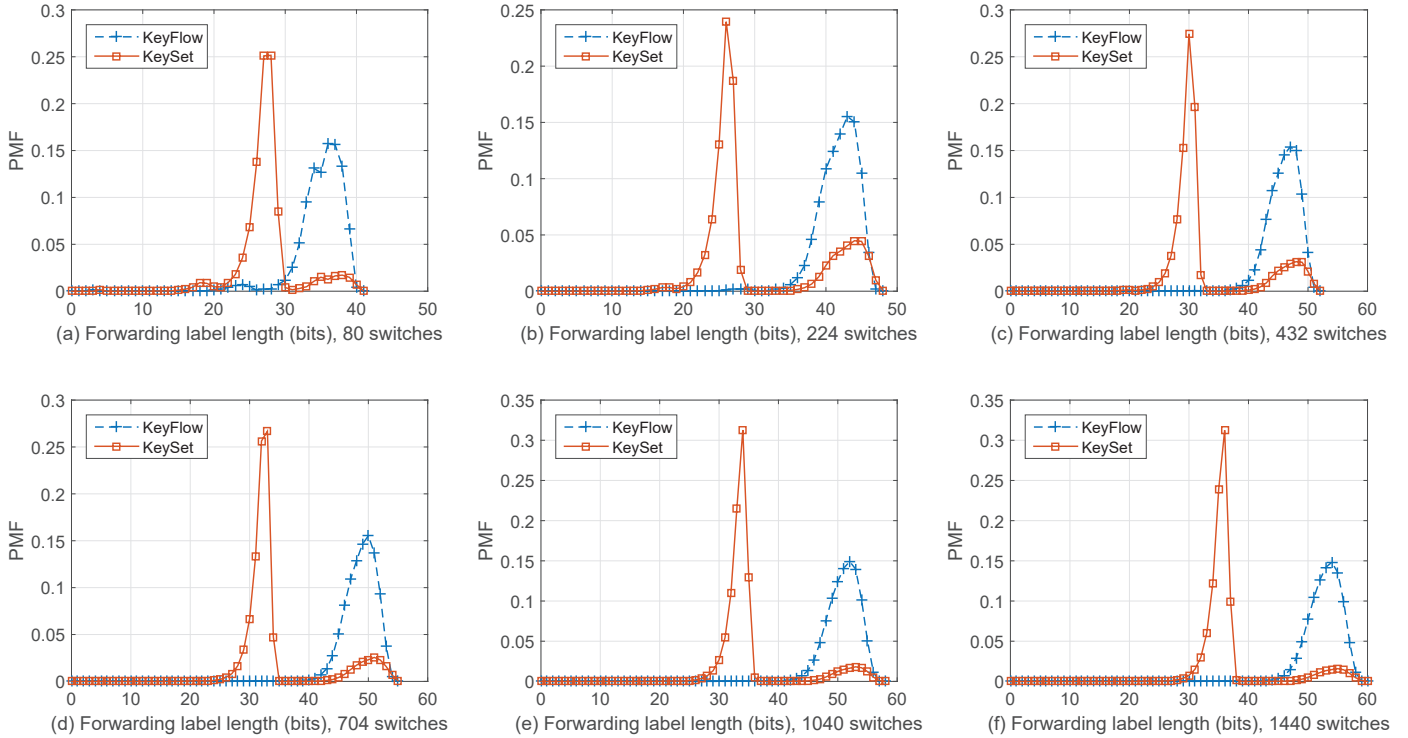 0.3
0.25
0.2
0.15
0.1
0.05
0
PMF
KeyFlow
KeySet
0 10 20 30 40 50
(a) Forwarding label length (bits), 80 switches
0.25
0.2
0.15
0.1
0.05
0
PMF
KeyFlow
KeySet
0 10 20 30 40 50
(b) Forwarding label length (bits), 224 switches
0.3
0.25
0.2
0.15
0.1
0.05
0
PMF
KeyFlow
KeySet
0 10 20 30 40 50 60
(c) Forwarding label length (bits), 432 switches
0.3
0.25
0.2
0.15
0.1
0.05
0
PMF
KeyFlow
KeySet
0 10 20 30 40 50 60
(d) Forwarding label length (bits), 704 switches
0.35
0.3
0.25
0.2
0.15
0.1
0.05
0
PMF
KeyFlow
KeySet
0 10 20 30 40 50 60
(e) Forwarding label length (bits), 1040 switches
0.35
0.3
0.25
0.2
0.15
0.1
0.05
0
PMF
KeyFlow
KeySet
0 10 20 30 40 50 60
(f) Forwarding label length (bits), 1440 switches